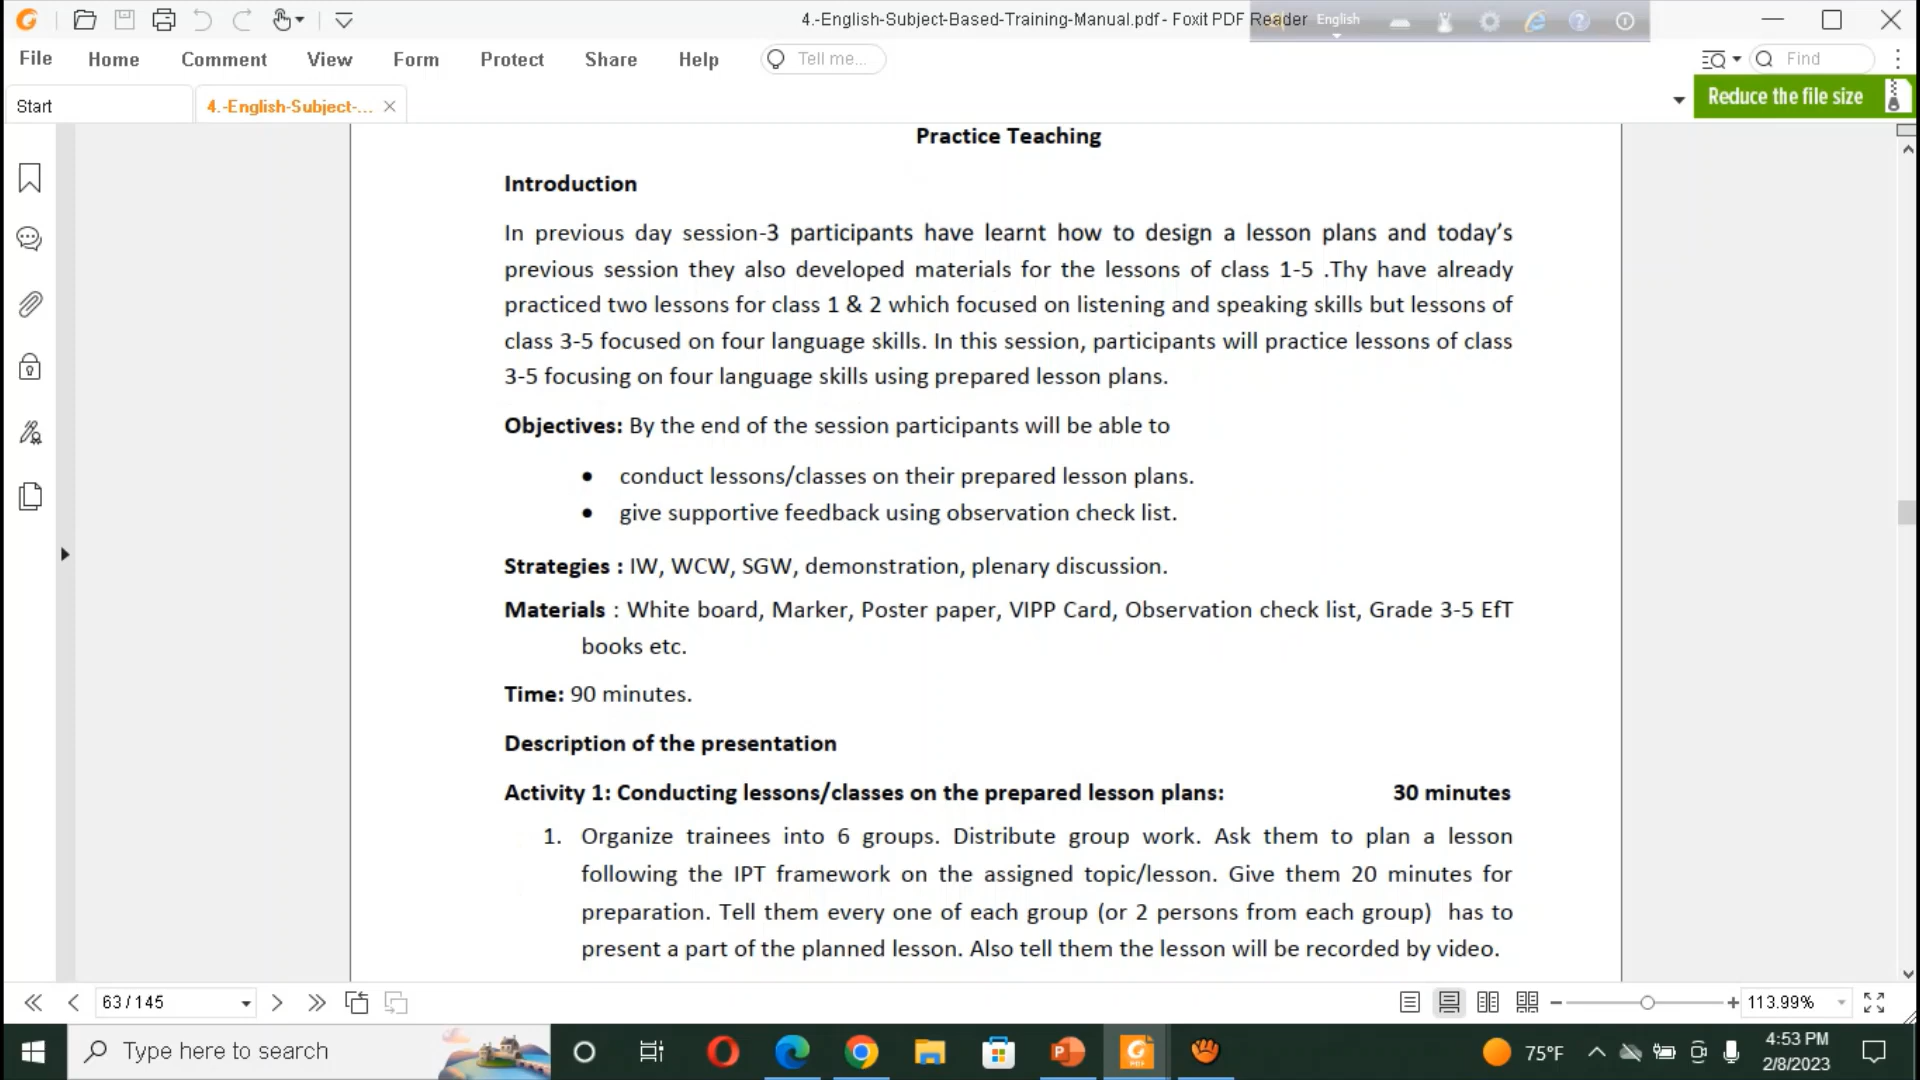 4.-English-Subject-Based-Training-Manual.pdf - Foxit PDF Reader
English
File Home Comment View Form Protect Share Help Tell me... Find
Start 4.-English-Subject-... Reduce the file size
Practice Teaching
Introduction
In previous day session-3 participants have learnt how to design a lesson plans and today's
previous session they also developed materials for the lessons of class 1-5 .Thy have already
practiced two lessons for class 1 & 2 which focused on listening and speaking skills but lessons of
class 3-5 focused on four language skills. In this session, participants will practice lessons of class
3-5 focusing on four language skills using prepared lesson plans.
Objectives: By the end of the session participants will be able to
• conduct lessons/classes on their prepared lesson plans.
• give supportive feedback using observation check list.
Strategies : IW, WCW, SGW, demonstration, plenary discussion.
Materials : White board, Marker, Poster paper, VIPP Card, Observation check list, Grade 3-5 EfT
books etc.
Time: 90 minutes.
Description of the presentation
Activity 1: Conducting lessons/classes on the prepared lesson plans: 30 minutes
1. Organize trainees into 6 groups. Distribute group work. Ask them to plan a lesson
following the IPT framework on the assigned topic/lesson. Give them 20 minutes for
preparation. Tell them every one of each group (or 2 persons from each group) has to
present a part of the planned lesson. Also tell them the lesson will be recorded by video.
63 / 145 113.99%
Type here to search 75°F 4:53 PM
2/8/2023